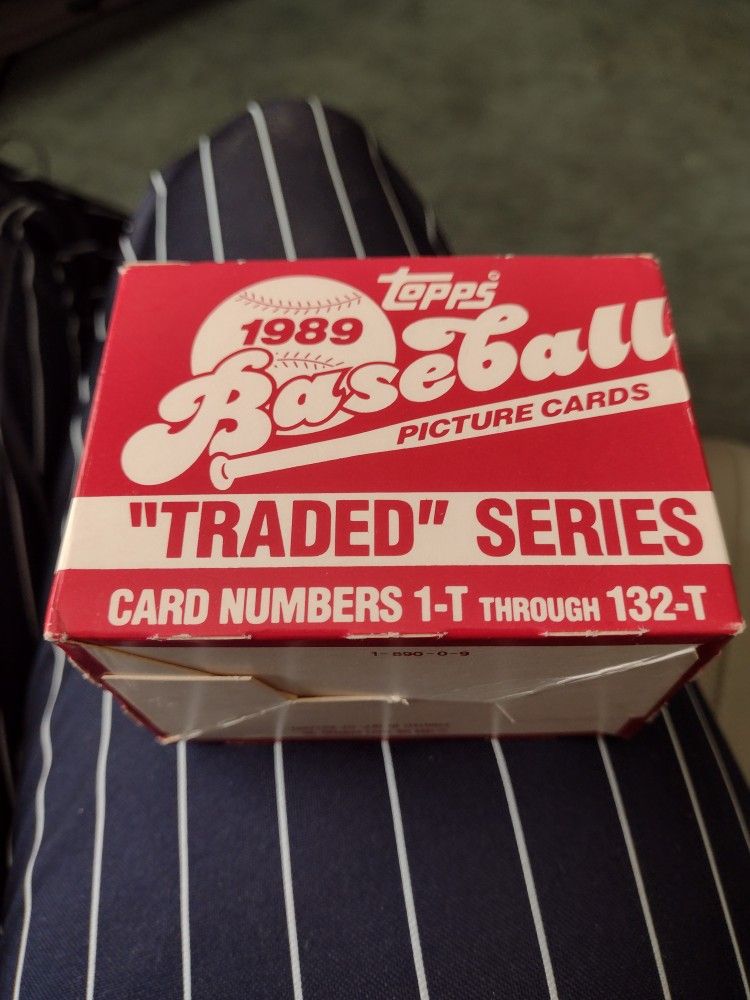 topps
1989
Baseball
PICTURE CARDS
"TRADED" SERIES
CARD NUMBERS 1-T THROUGH 132-T
1-890-0-9